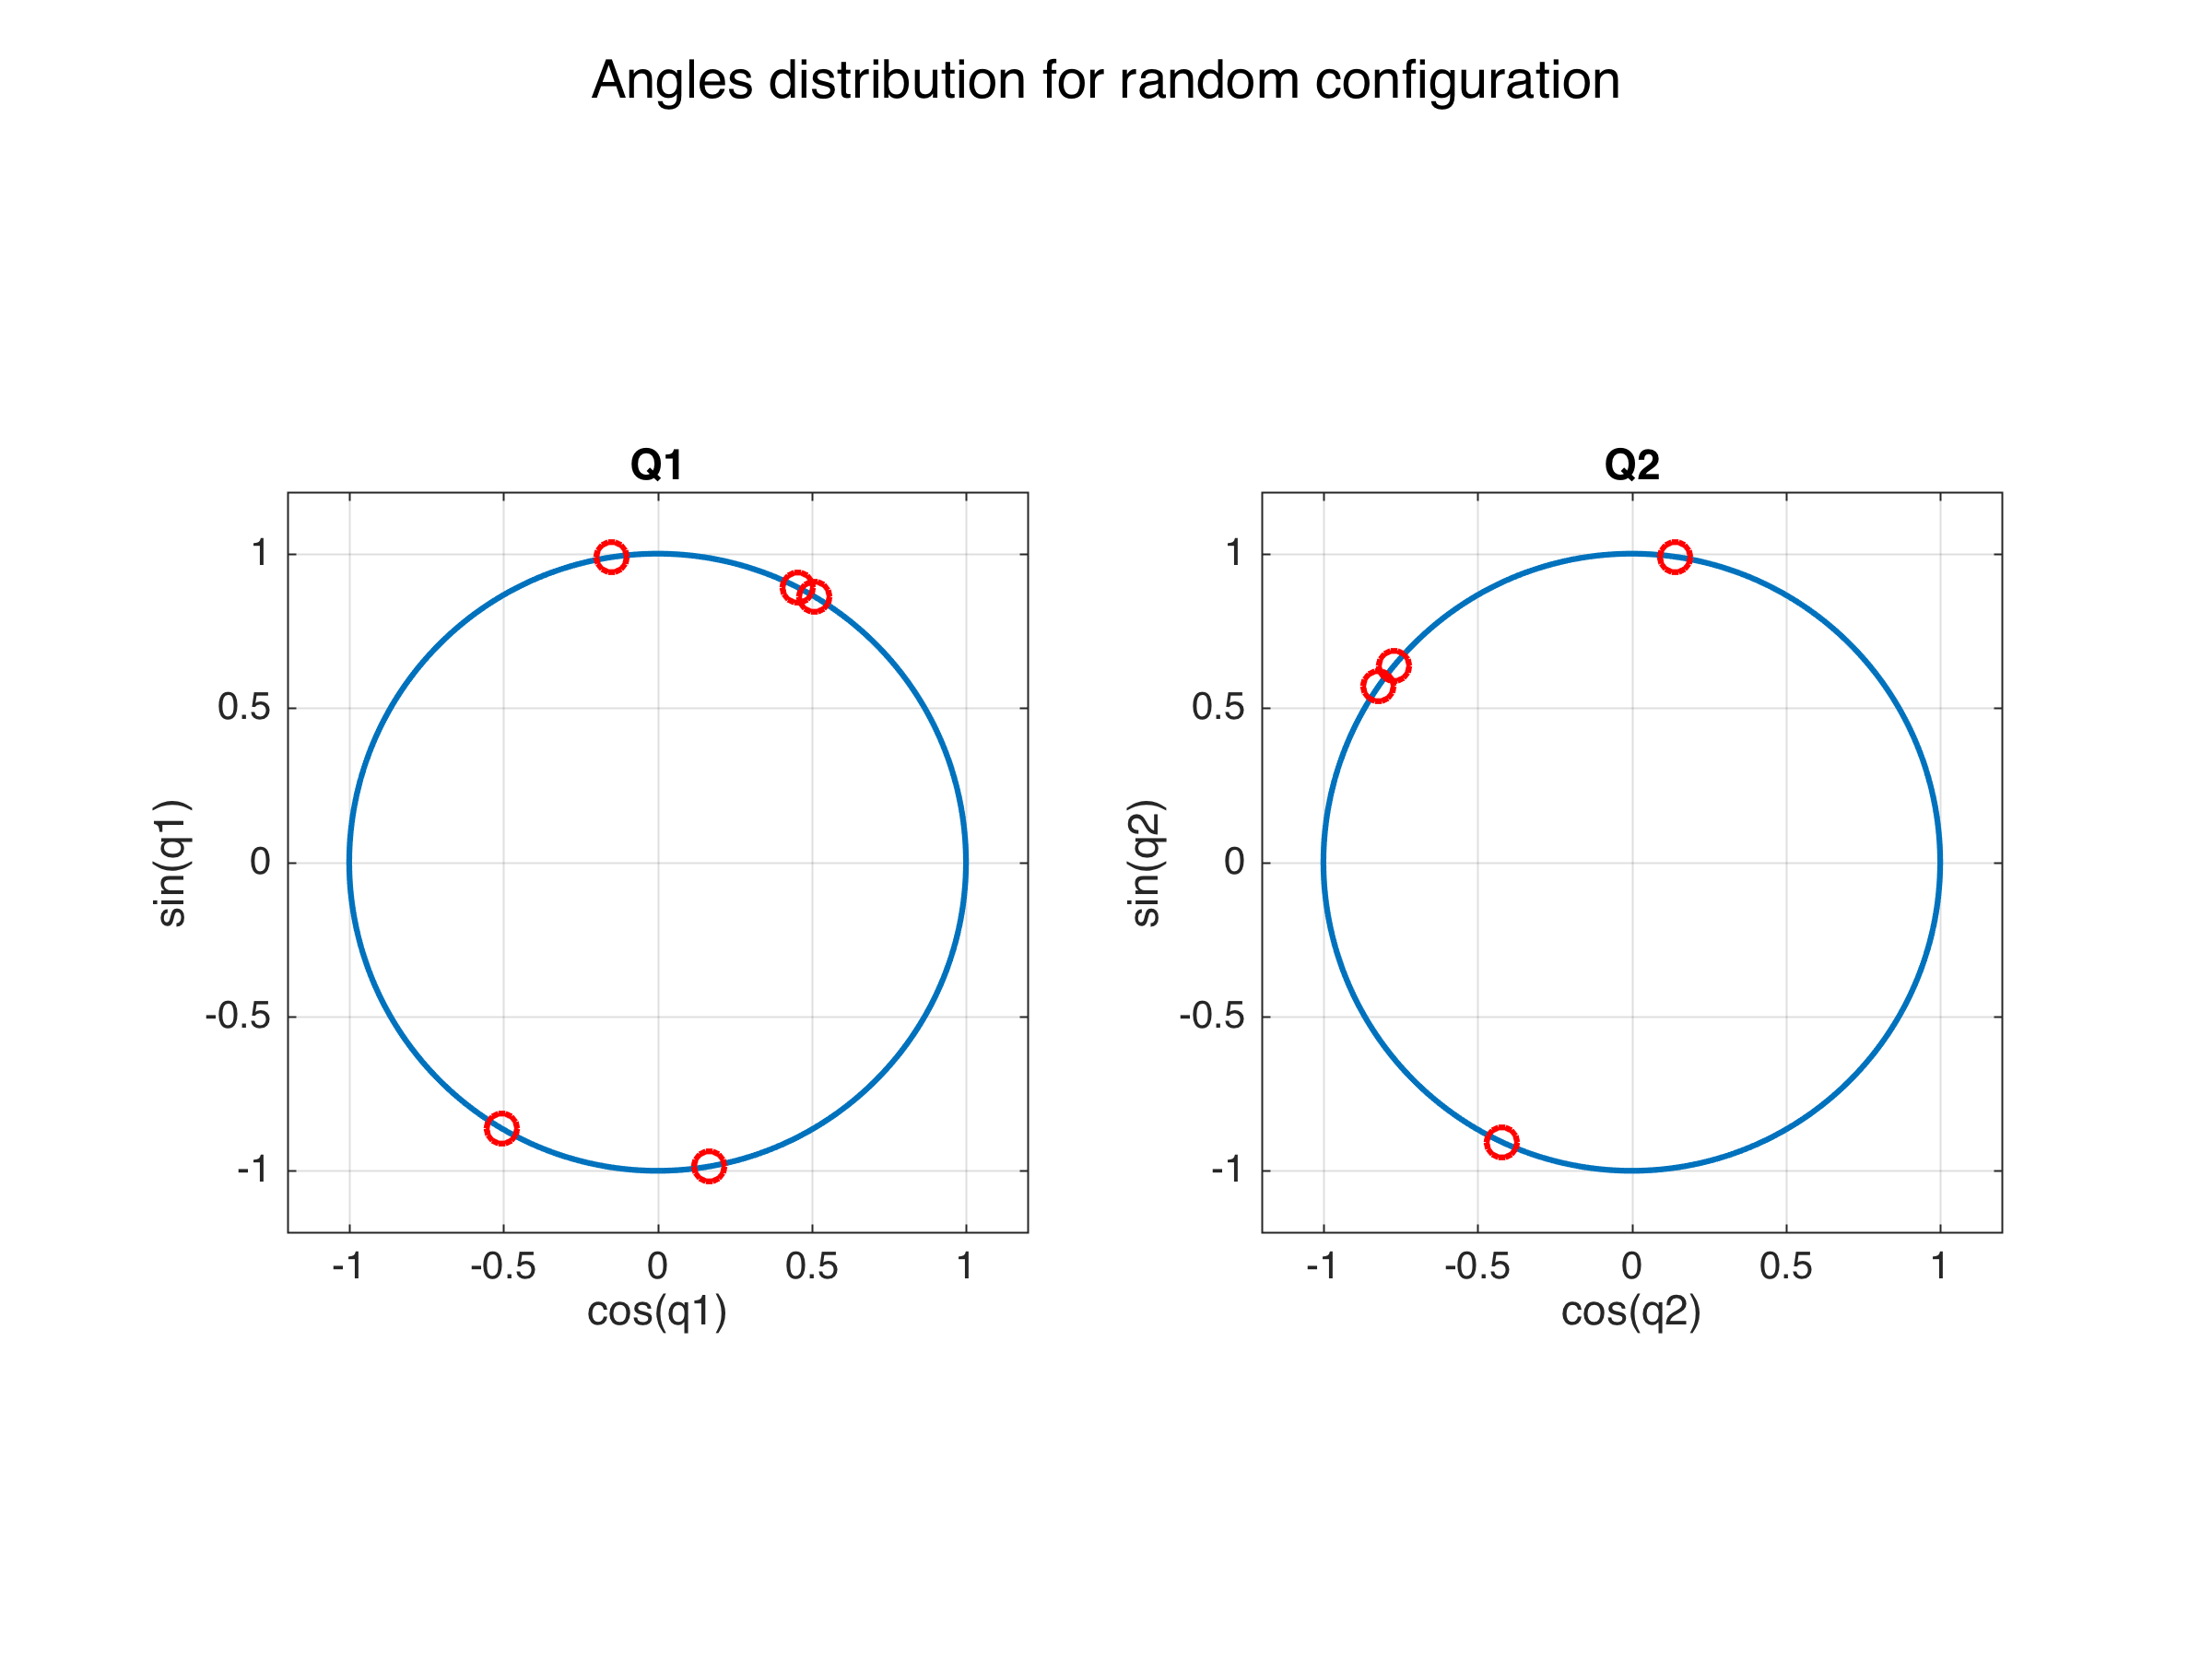 Angles distribution for random configuration
Q1
1
0.5
0
-0.5
-1
sin(q1)
-1 -0.5 0 0.5 1
cos(q1)
Q2
1
0.5
0
-0.5
-1
sin(q2)
-1 -0.5 0 0.5 1
cos(q2)